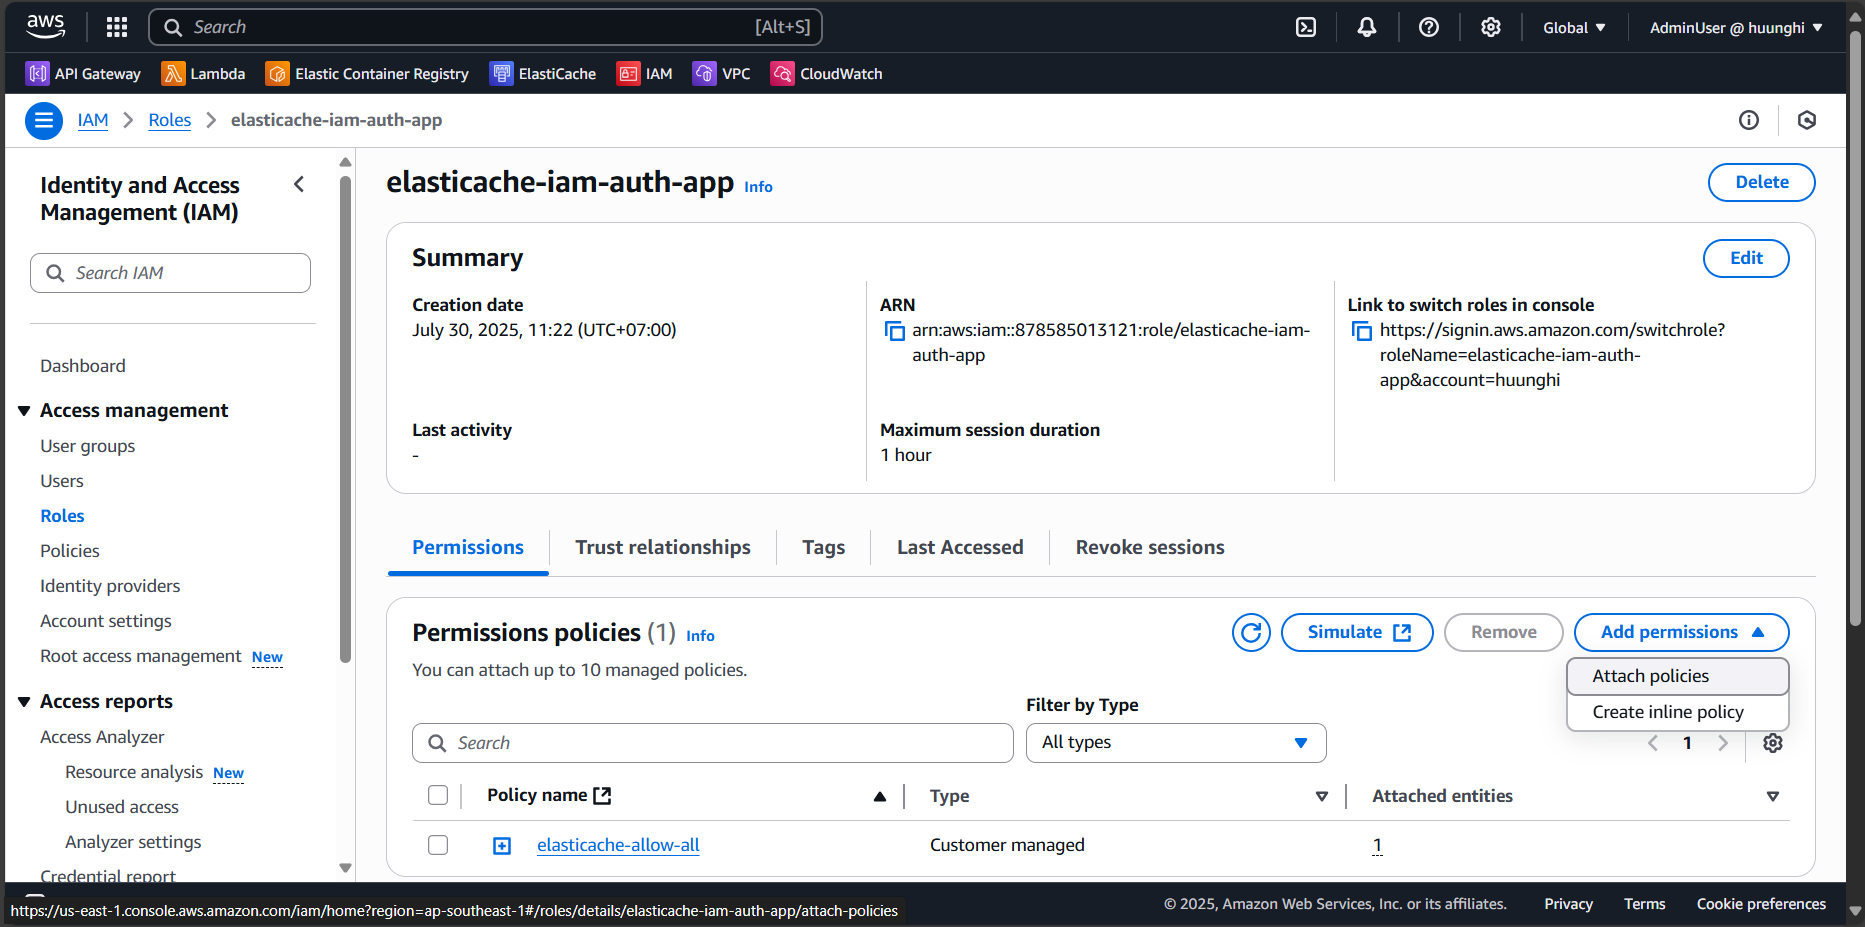 aws
Search [Alt+S]
Global
AdminUser @ huunghi
API Gateway
Lambda
Elastic Container Registry
ElastiCache
IAM
VPC
CloudWatch
IAM
Roles
elasticache-iam-auth-app
Identity and Access
Management (IAM)
Search IAM
Dashboard
Access management
User groups
Users
Roles
Policies
Identity providers
Account settings
Root access management New
Access reports
Access Analyzer
Resource analysis New
Unused access
Analyzer settings
Credential report
elasticache-iam-auth-app Info
Delete
Summary
Edit
Creation date
July 30, 2025, 11:22 (UTC+07:00)
ARN
arn:aws:iam::878585013121:role/elasticache-iam-
auth-app
Link to switch roles in console
https://signin.aws.amazon.com/switchrole?
roleName=elasticache-iam-auth-
app&account=huunghi
Last activity
-
Maximum session duration
1 hour
Permissions
Trust relationships
Tags
Last Accessed
Revoke sessions
Permissions policies (1) Info
Simulate
Remove
Add permissions
Attach policies
Create inline policy
You can attach up to 10 managed policies.
Filter by Type
Search
All types
1
Policy name
Type
Attached entities
elasticache-allow-all
Customer managed
1
https://us-east-1.console.aws.amazon.com/iam/home?region=ap-southeast-1#/roles/details/elasticache-iam-auth-app/attach-policies
© 2025, Amazon Web Services, Inc. or its affiliates.
Privacy
Terms
Cookie preferences